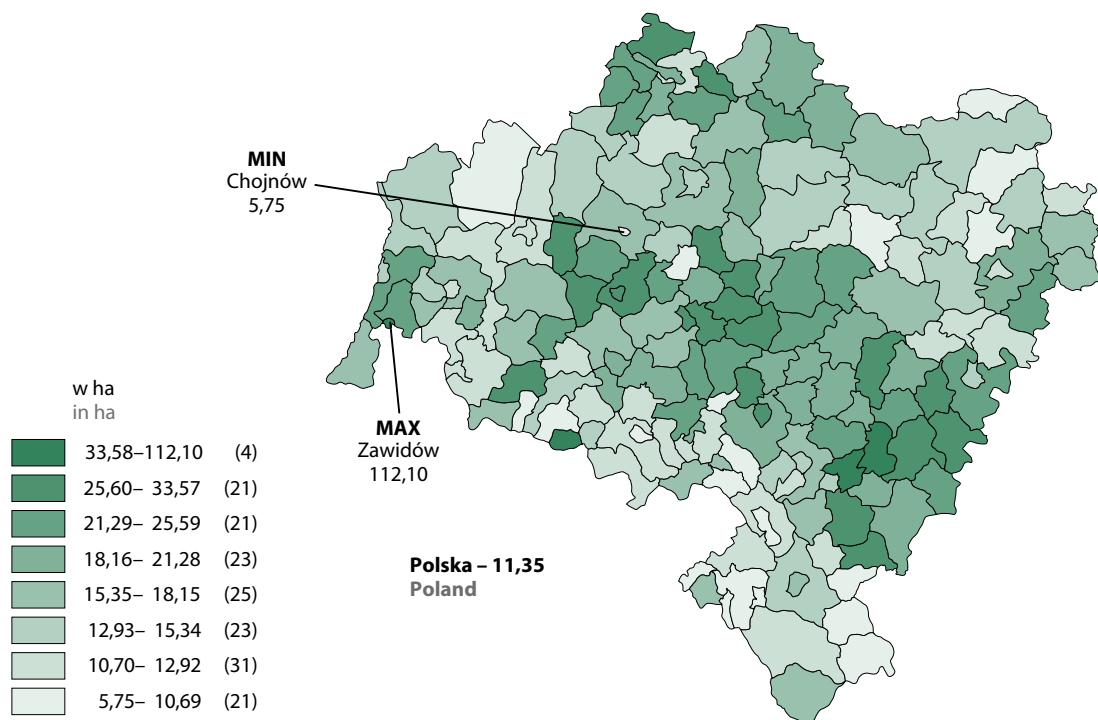 MIN
Chojnów
5,75
MAX
Zawidów
112,10
w ha
in ha
33,58–112,10 (4)
25,60– 33,57 (21)
21,29– 25,59 (21)
18,16– 21,28 (23)
15,35– 18,15 (25)
12,93– 15,34 (23)
10,70– 12,92 (31)
5,75– 10,69 (21)
Polska – 11,35
Poland